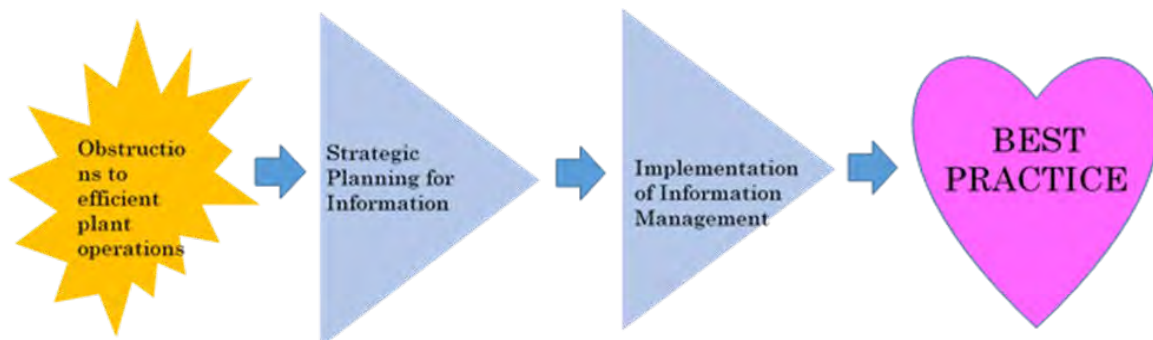 Obstructio
ns to
efficient
plant
operations
Strategic
Planning for
Information
Implementation
of Information
Management
BEST
PRACTICE